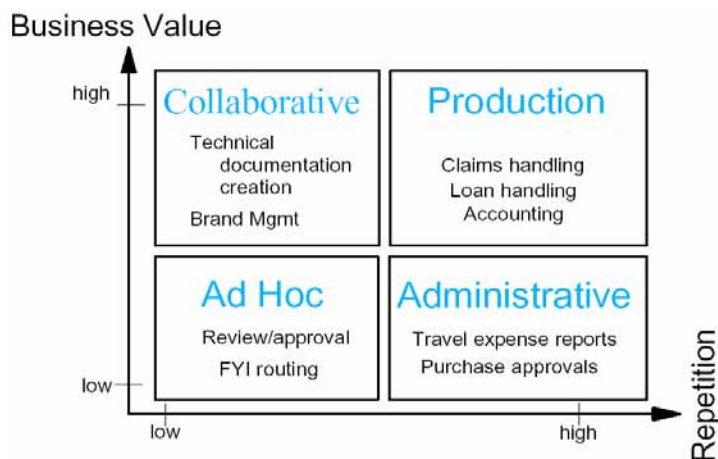 Business Value
high
Collaborative
Technical
documentation
creation
Brand Mgmt
Production
Claims handling
Loan handling
Accounting
Ad Hoc
Review/approval
FYI routing
Administrative
Travel expense reports
Purchase approvals
low
low
high
Repetition